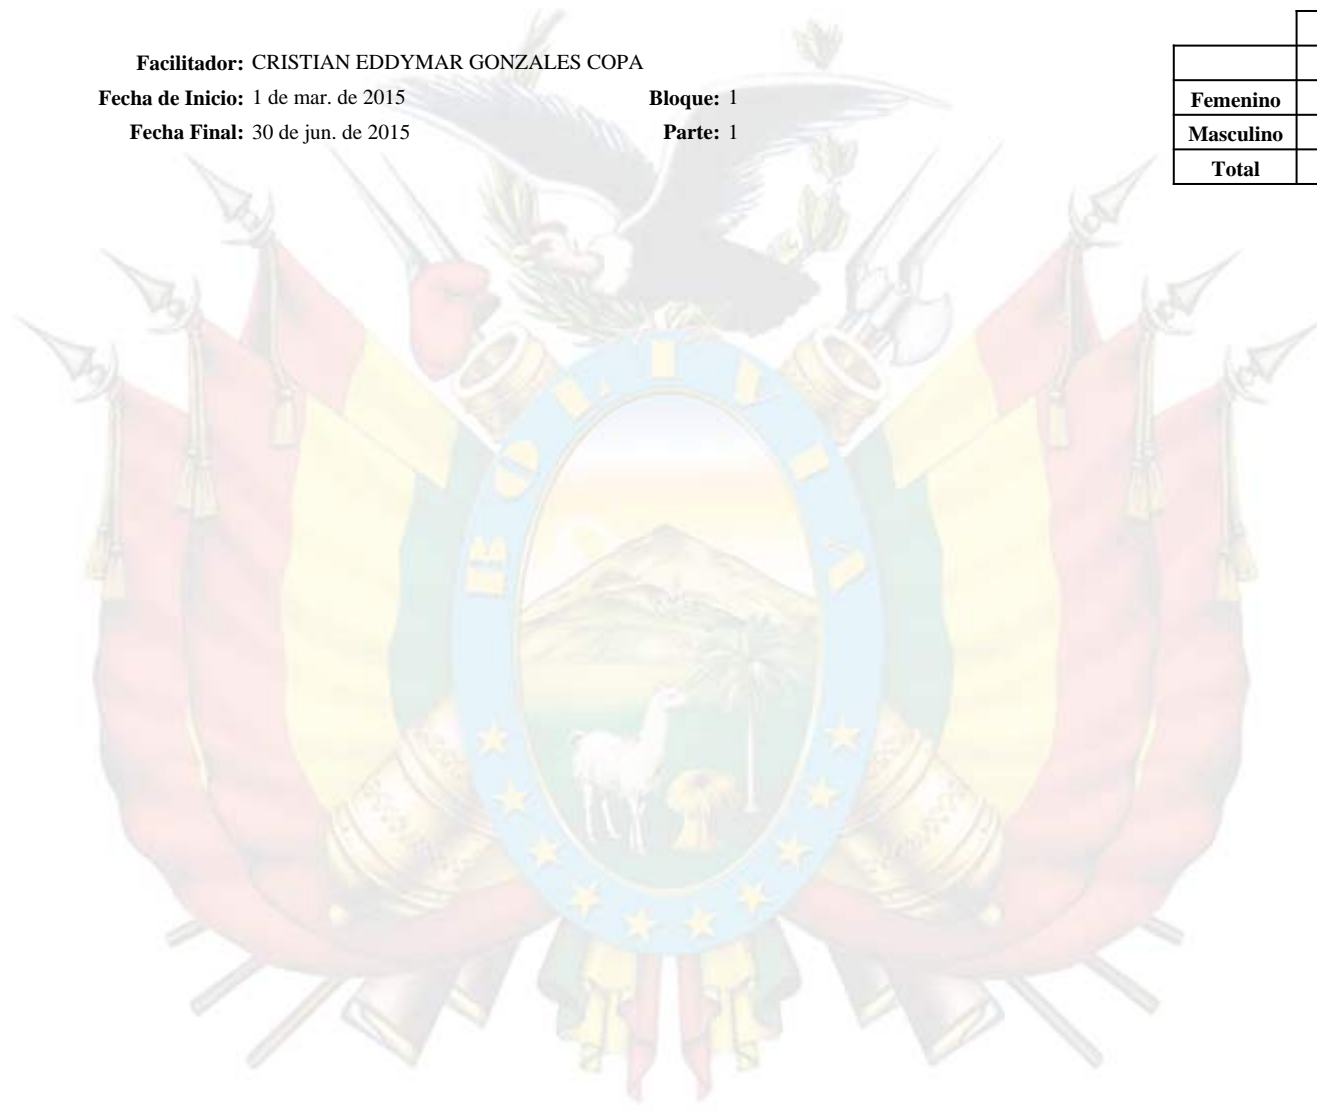 Facilitador: CRISTIAN EDDYMAR GONZALES COPA
Fecha de Inicio: 1 de mar. de 2015 Bloque: 1
Fecha Final: 30 de jun. de 2015 Parte: 1
Femenino
Masculino
Total
BOLIVIA